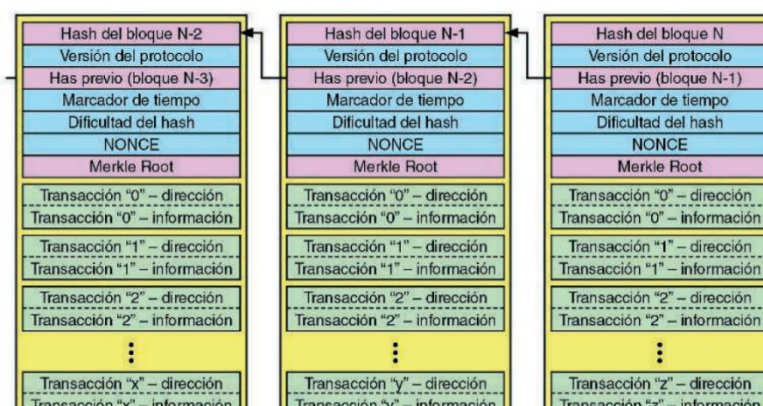 Hash del bloque N-2
Versión del protocolo
Has previo (bloque N-3)
Marcador de tiempo
Dificultad del hash
NONCE
Merkle Root
Transacción “0” – dirección
Transacción “0” – información
Transacción “1” – dirección
Transacción “1” – información
Transacción “2” – dirección
Transacción “2” – información
Transacción “x” – dirección
Transacción “x” – información
Hash del bloque N-1
Versión del protocolo
Has previo (bloque N-2)
Marcador de tiempo
Dificultad del hash
NONCE
Merkle Root
Transacción “0” – dirección
Transacción “0” – información
Transacción “1” – dirección
Transacción “1” – información
Transacción “2” – dirección
Transacción “2” – información
Transacción “y” – dirección
Transacción “y” – información
Hash del bloque N
Versión del protocolo
Has previo (bloque N-1)
Marcador de tiempo
Dificultad del hash
NONCE
Merkle Root
Transacción “0” – dirección
Transacción “0” – información
Transacción “1” – dirección
Transacción “1” – información
Transacción “2” – dirección
Transacción “2” – información
Transacción “z” – dirección
Transacción “z” – información